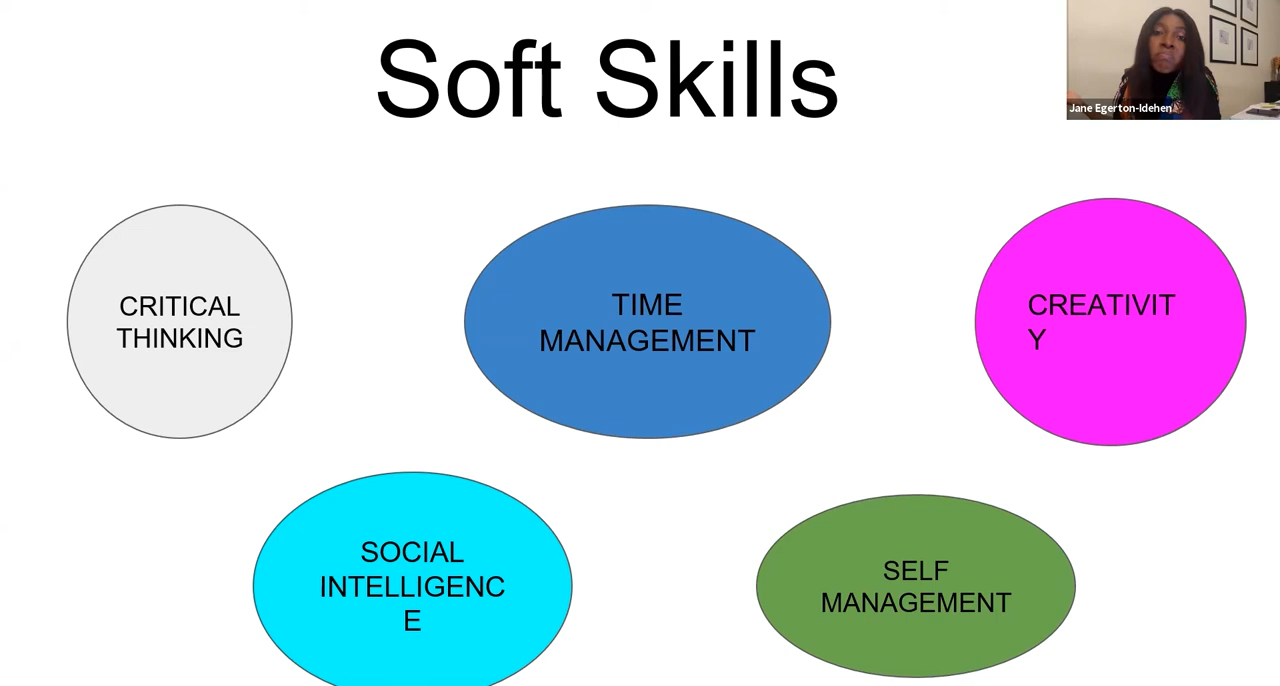 Soft Skills
Jane Egerton-Idehen
CRITICAL
THINKING
TIME
MANAGEMENT
CREATIVIT
Y
SOCIAL
INTELLIGENC
E
SELF
MANAGEMENT